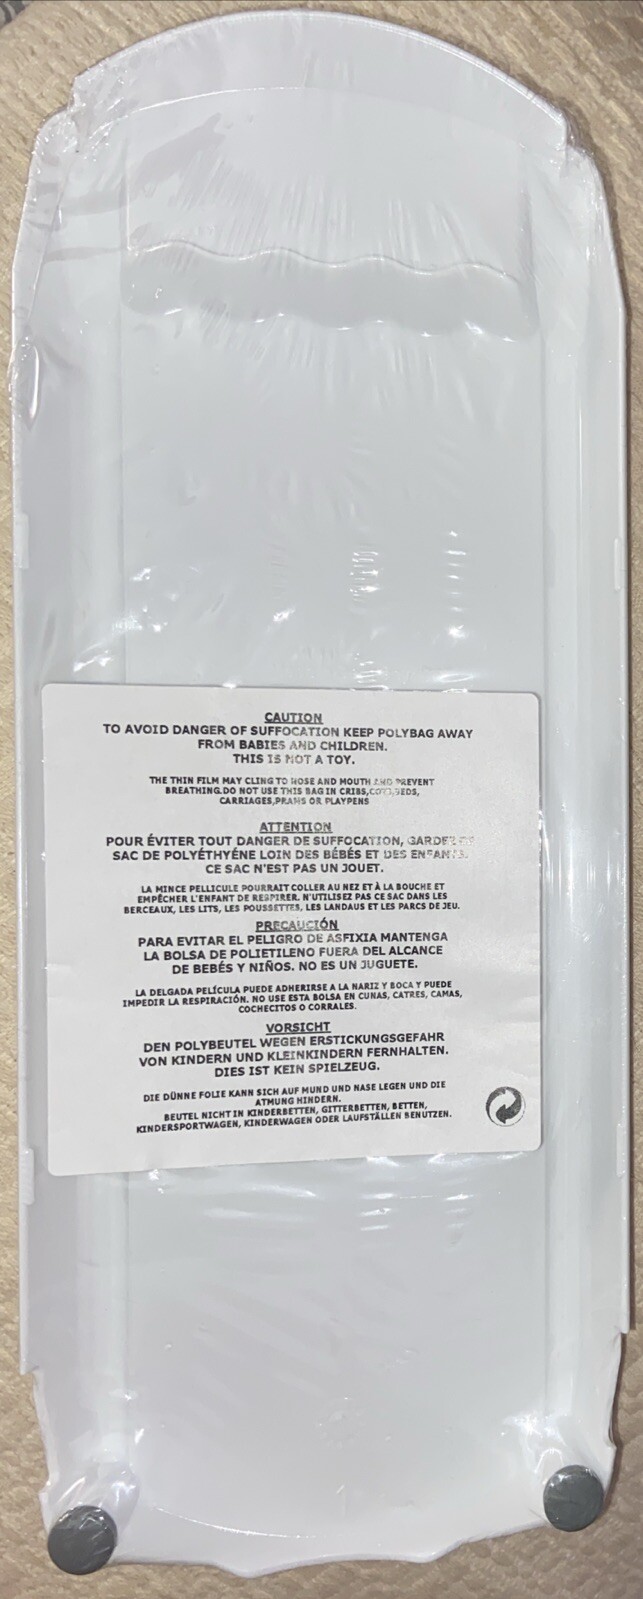 CAUTION
TO AVOID DANGER OF SUFFOCATION KEEP POLYBAG AWAY
FROM BABIES AND CHILDREN.
THIS IS NOT A TOY.
THE THIN FILM MAY CLING TO NOSE AND MOUTH AND PREVENT
BREATHING.DO NOT USE THIS BAG IN CRIBS,
CARRIAGES,PRAMS OR PLAYPENS
ATTENTION
POUR ÉVITER TOUT DANGER DE SUFFOCATION, GARDER
SAC DE POLYÉTHYÉNE LOIN DES BÉBÉS ET DES ENFANTS.
CE SAC N'EST PAS UN JOUET.
LA MINCE PELLICULE POURRAIT COLLER AU NEZ ET À LA BOUCHE ET
EMPÊCHER L'ENFANT DE RESPIRER. N'UTILISEZ PAS CE SAC DANS LES
BERCEAUX, LES LITS, LES POUSSETTES, LES LANDAUS ET LES PARCS DE JEU.
PRECAUCIÓN
PARA EVITAR EL PELIGRO DE ASFIXIA MANTENGA
LA BOLSA DE POLIETILENO FUERA DEL ALCANCE
DE BEBÉS Y NIÑOS. NO ES UN JUGUETE.
LA DELGADA PELÍCULA PUEDE ADHERIRSE A LA NARIZ Y BOCA Y PUEDE
IMPEDIR LA RESPIRACIÓN. NO USE ESTA BOLSA EN CUNAS, CATRES, CAMAS,
COCHECITOS O CORRALES.
VORSICHT
DEN POLYBEUTEL WEGEN ERSTICKUNGSGEFAHR
VON KINDERN UND KLEINKINDERN FERNHALTEN.
DIES IST KEIN SPIELZEUG.
DIE DÜNNE FOLIE KANN SICH AUF MUND UND NASE LEGEN UND DIE
ATMUNG HINDERN.
BEUTEL NICHT IN KINDERBETTEN, GITTERBETTEN, BETTEN,
KINDERSPORTWAGEN, KINDERWAGEN ODER LAUFSTÄLLEN BENUTZEN.